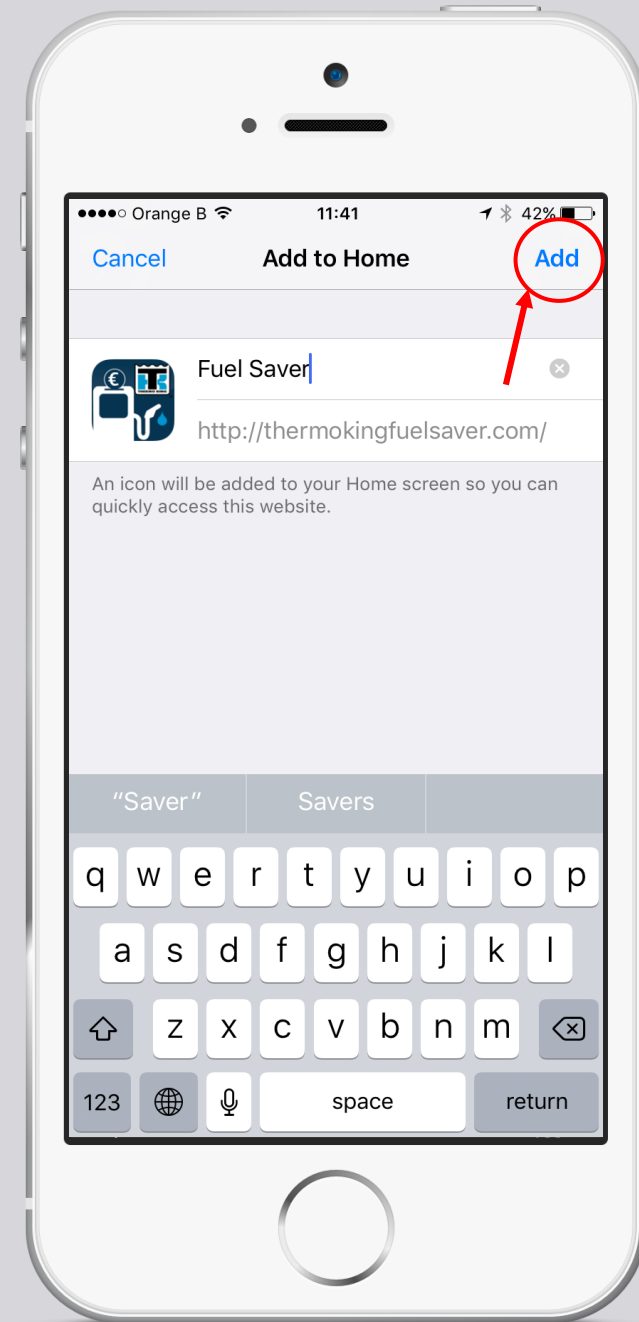 ●●●●○ Orange B 11:41 42%
Cancel Add to Home Add
€ TK
Fuel Saver
http://thermokingfuelsaver.com/
An icon will be added to your Home screen so you can
quickly access this website.
“Saver” Savers
q w e r t y u i o p
a s d f g h j k l
z x c v b n m
123 space return